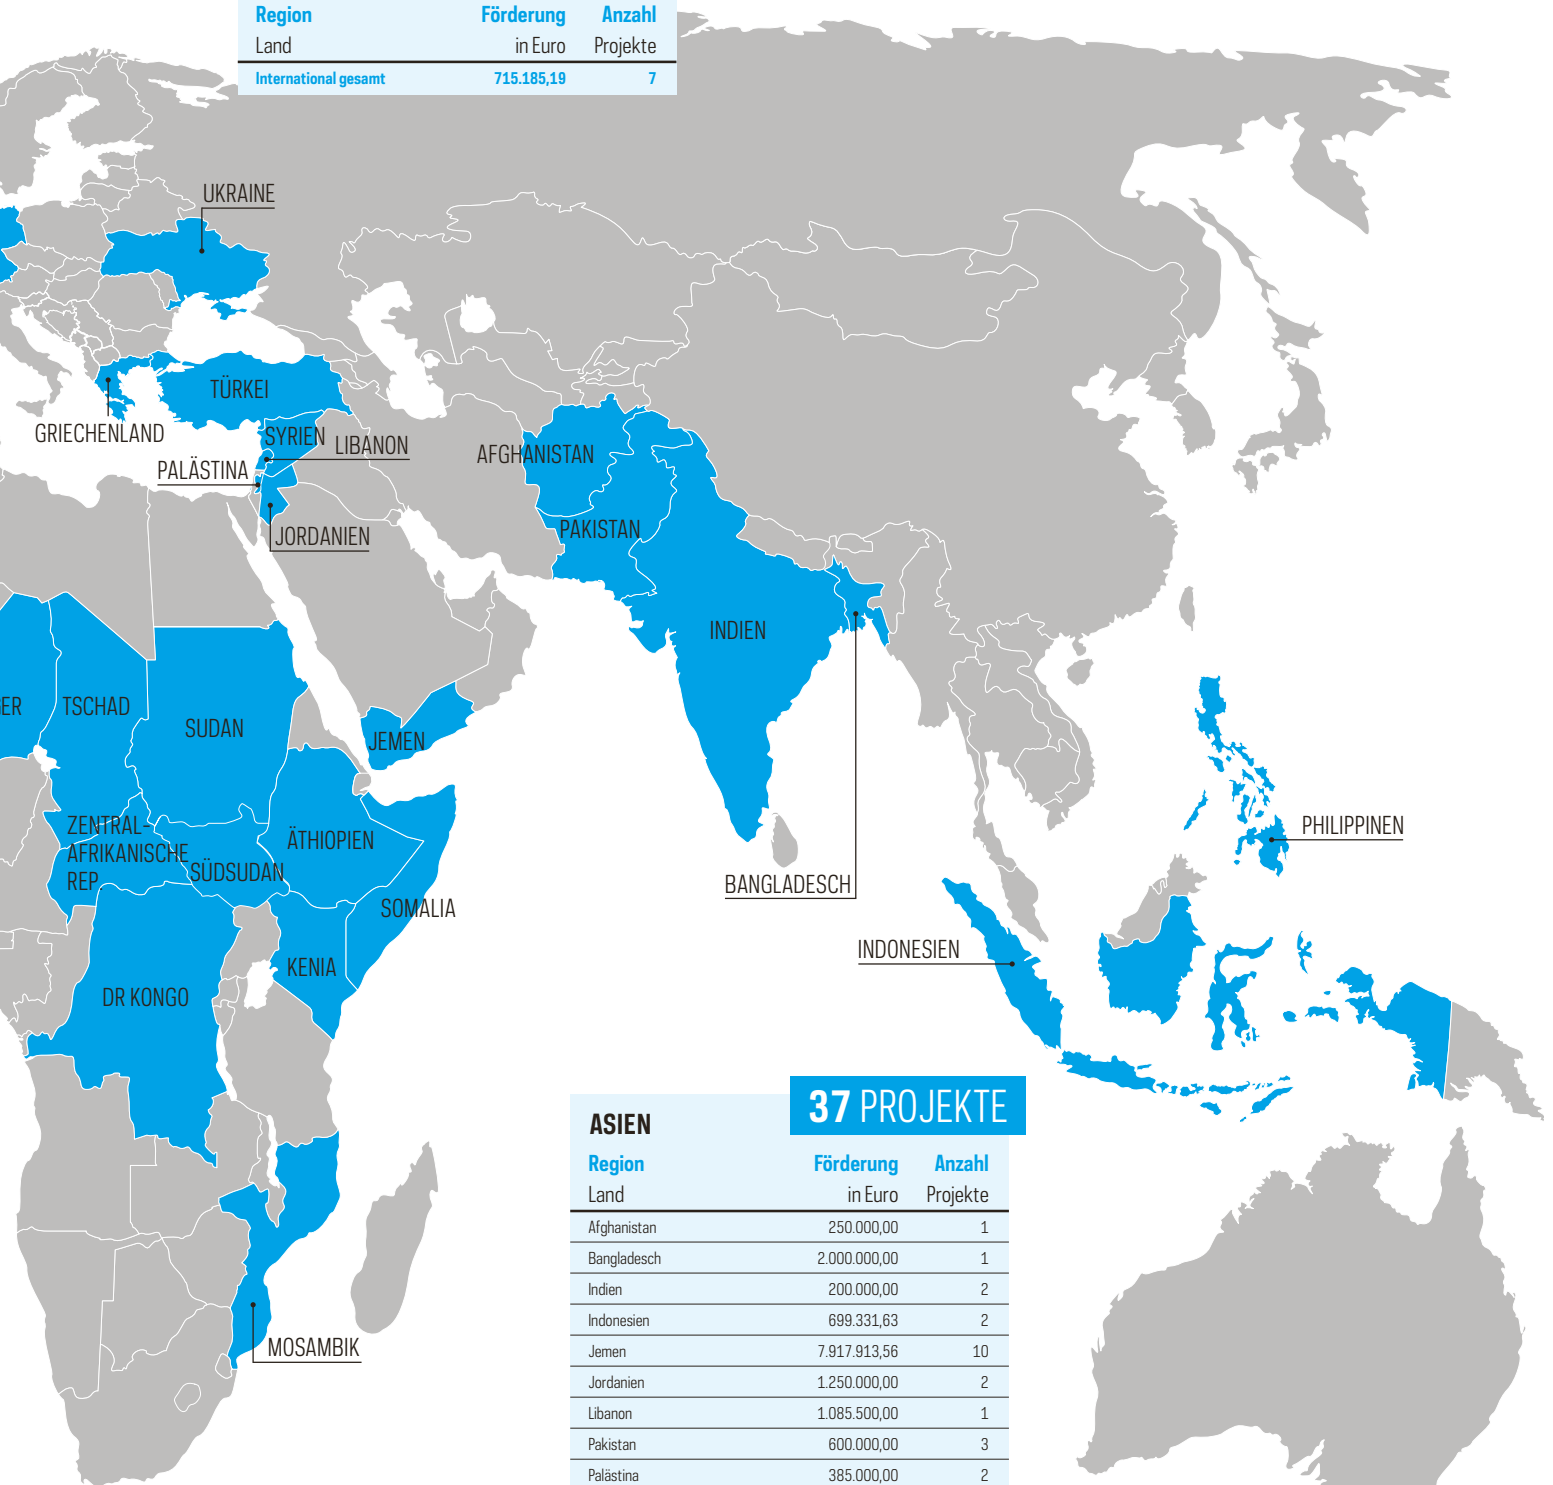 Region Förderung Anzahl
Land in Euro Projekte
International gesamt 715.185,19 7
UKRAINE
TÜRKEI
GRIECHENLAND
SYRIEN
LIBANON
PALÄSTINA
JORDANIEN
AFGHANISTAN
PAKISTAN
INDIEN
ER
TSCHAD
SUDAN
JEMEN
ZENTRAL-
AFRIKANISCHE
REP.
SÜDSUDAN
ÄTHIOPIEN
SOMALIA
KENIA
DR KONGO
BANGLADESCH
PHILIPPINEN
INDONESIEN
MOSAMBIK
37 PROJEKTE
ASIEN
Region Förderung Anzahl
Land in Euro Projekte
Afghanistan 250.000,00 1
Bangladesch 2.000.000,00 1
Indien 200.000,00 2
Indonesien 699.331,63 2
Jemen 7.917.913,56 10
Jordanien 1.250.000,00 2
Libanon 1.085.500,00 1
Pakistan 600.000,00 3
Palästina 385.000,00 2